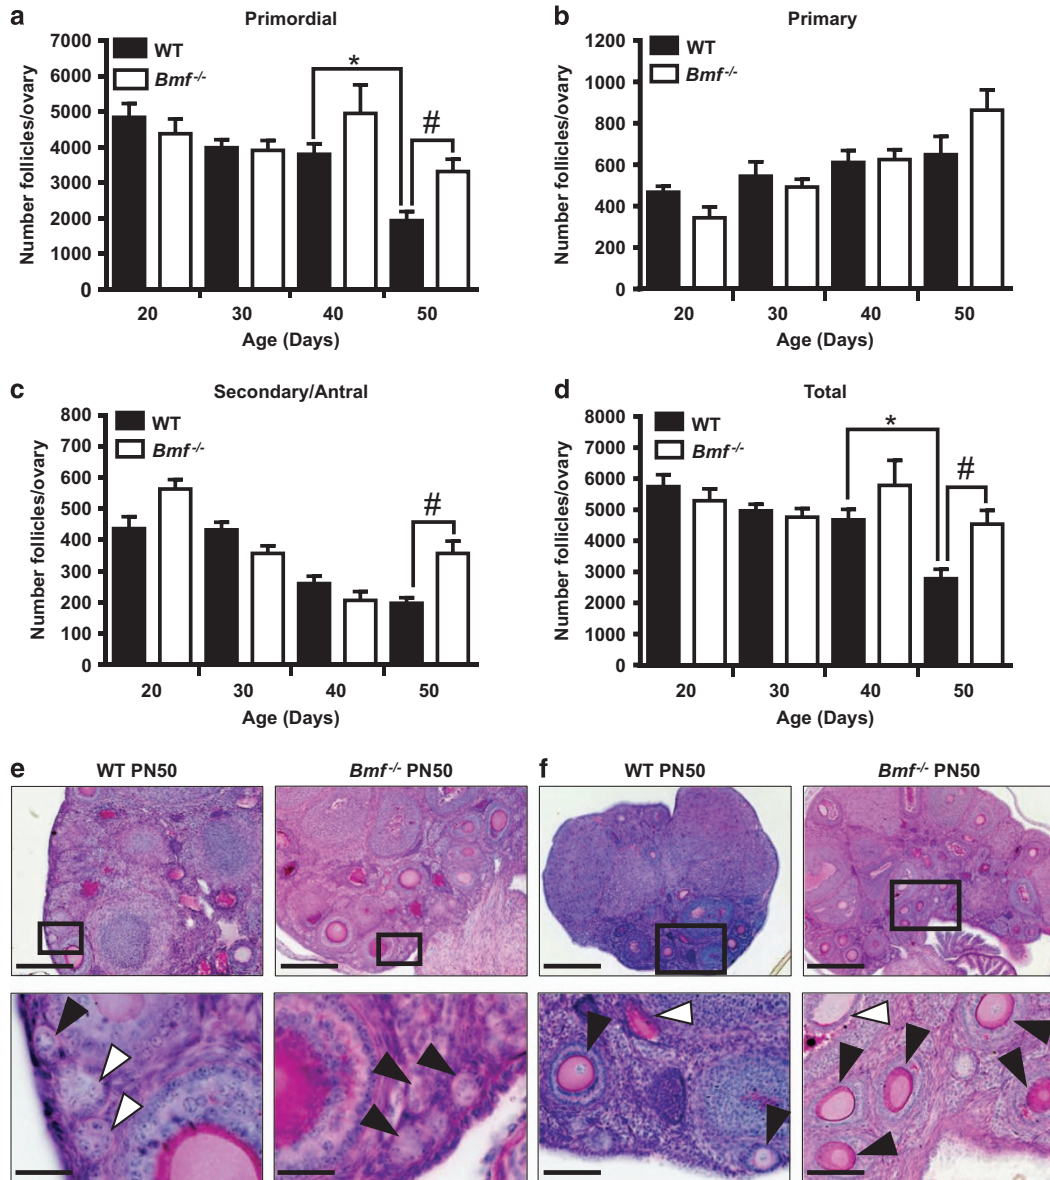 a
Primordial
7000
6000
5000
4000
3000
2000
1000
0
Number follicles/ovary
WT
Bmf -/-
*
#
20 30 40 50
Age (Days)
b
Primary
1200
1000
800
600
400
200
0
Number follicles/ovary
WT
Bmf -/-
20 30 40 50
Age (Days)
c
Secondary/Antral
800
700
600
500
400
300
200
100
0
Number follicles/ovary
WT
Bmf -/-
#
20 30 40 50
Age (Days)
d
Total
8000
7000
6000
5000
4000
3000
2000
1000
0
Number follicles/ovary
WT
Bmf -/-
*
#
20 30 40 50
Age (Days)
e
WT PN50
Bmf -/- PN50
f
WT PN50
Bmf -/- PN50